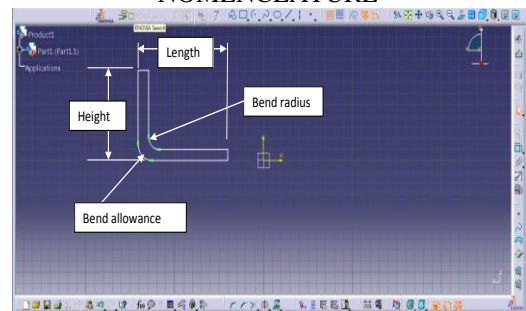 NOMENCLATURE
ENOVIA Search
Product1
Part1 (Part1.1)
Applications
Length
Height
Bend radius
Bend allowance